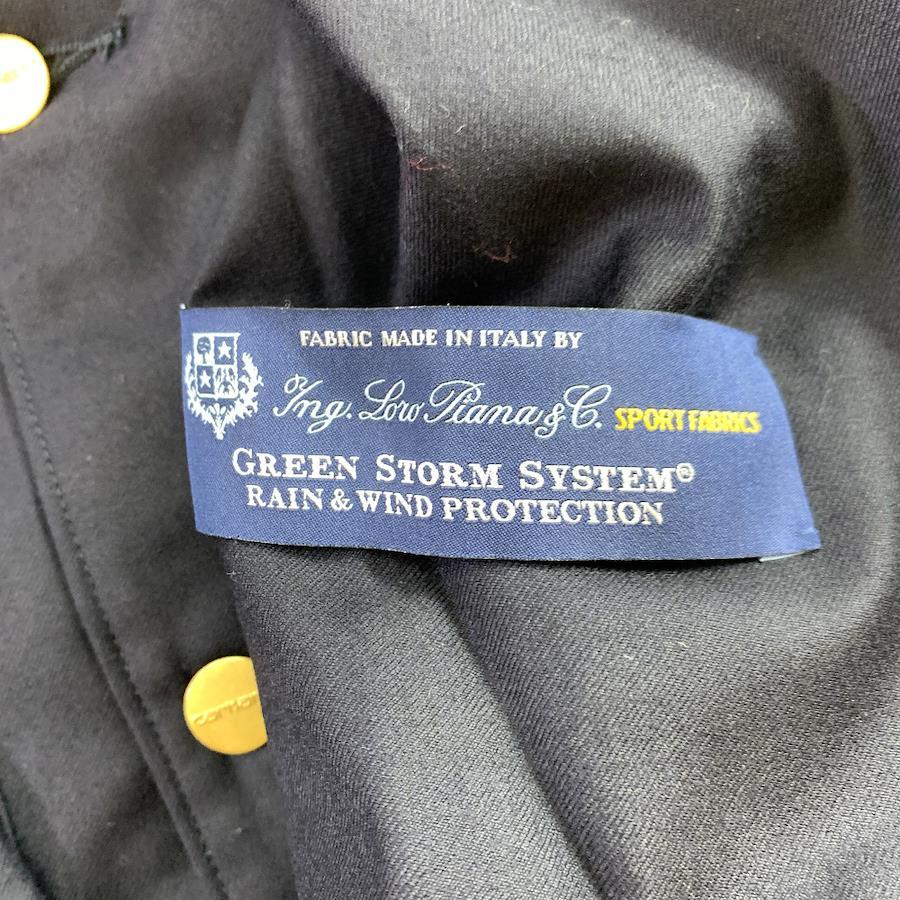 FABRIC MADE IN ITALY BY
Ing. Loro Piana & C. SPORT FABRICS
GREEN STORM SYSTEM®
RAIN & WIND PROTECTION